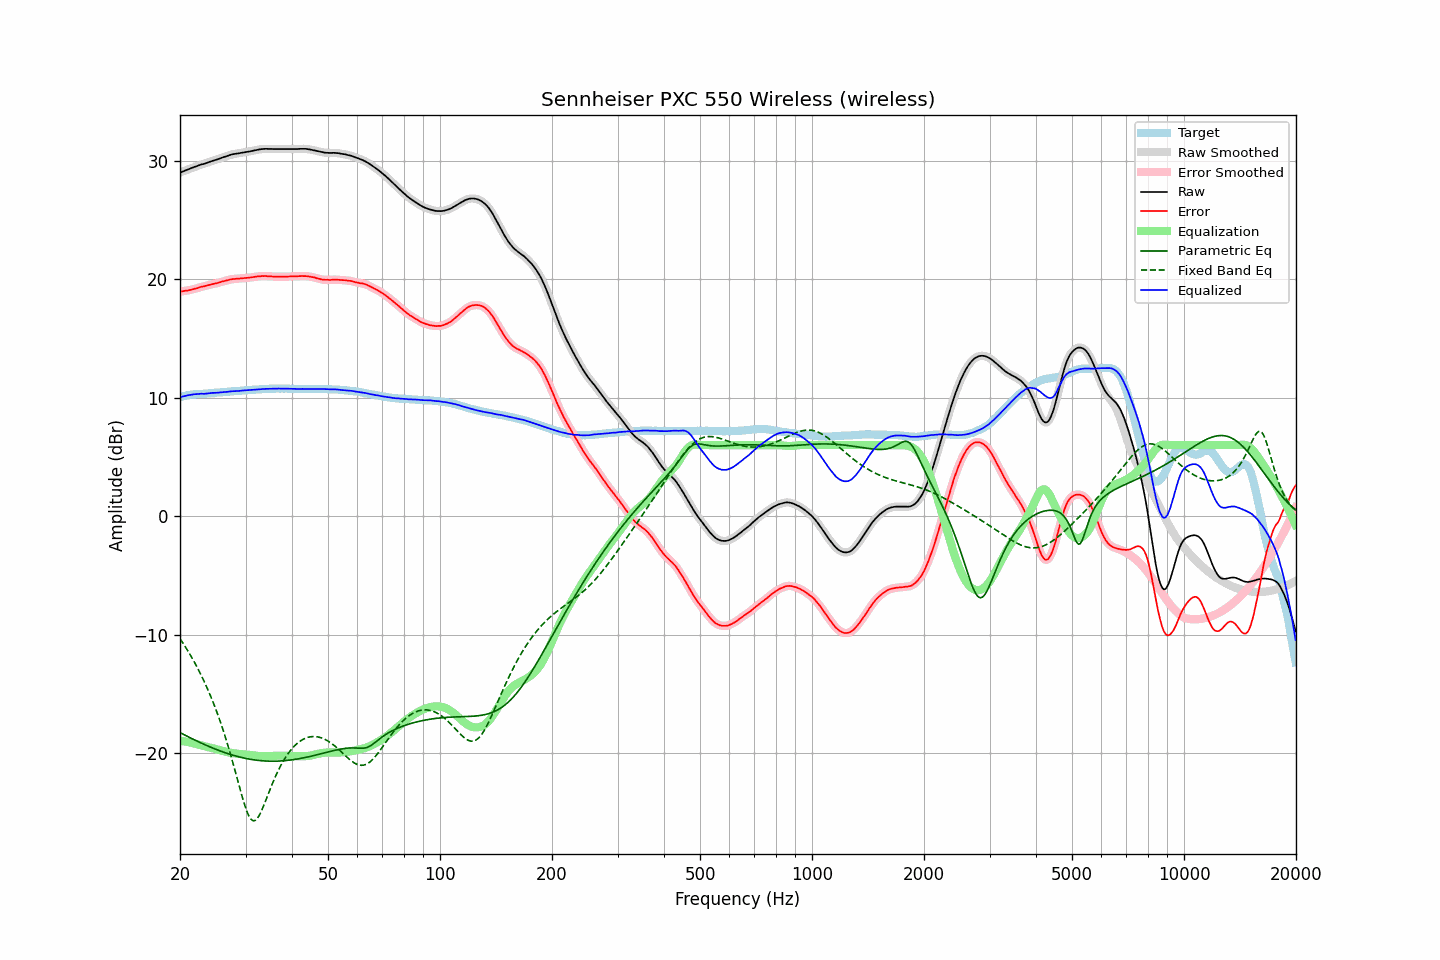 Sennheiser PXC 550 Wireless (wireless)
Amplitude (dBr)
30
20
10
0
−10
−20
20
50
100
200
500
1000
2000
5000
10000
20000
Frequency (Hz)
Target
Raw Smoothed
Error Smoothed
Raw
Error
Equalization
Parametric Eq
Fixed Band Eq
Equalized